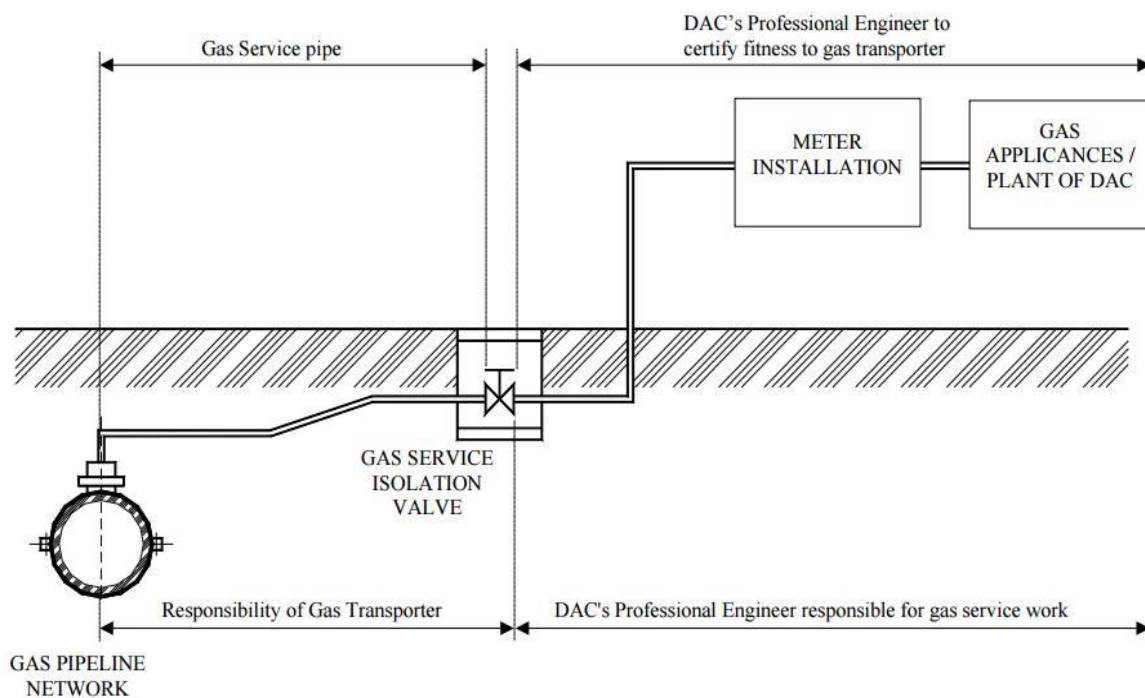 Gas Service pipe
DAC’s Professional Engineer to
certify fitness to gas transporter
METER
INSTALLATION
GAS
APPLICANCES /
PLANT OF DAC
GAS SERVICE
ISOLATION
VALVE
Responsibility of Gas Transporter
DAC's Professional Engineer responsible for gas service work
GAS PIPELINE
NETWORK